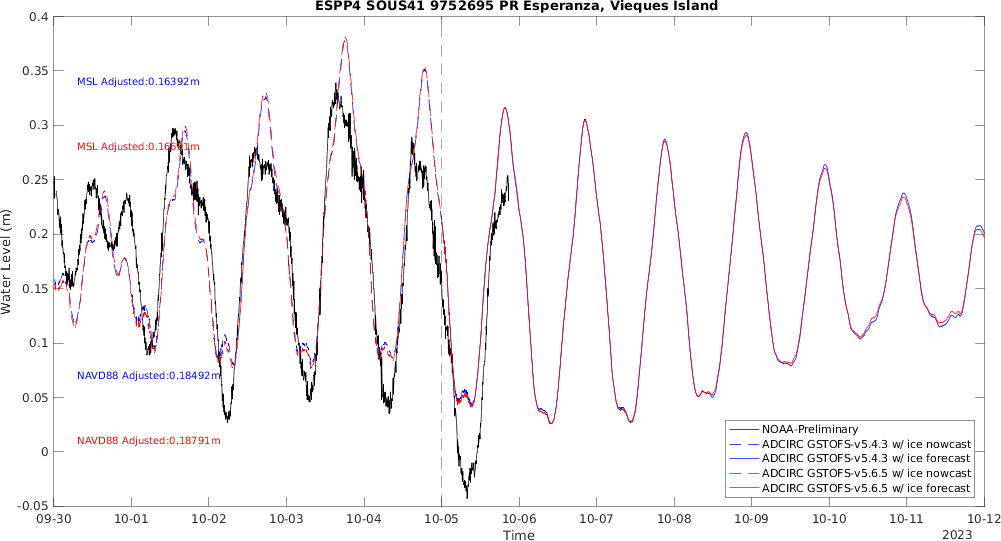 ESPP4 SOUS41 9752695 PR Esperanza, Vieques Island
0.4
0.35
0.3
0.25
0.2
0.15
0.1
0.05
0
-0.05
Water Level (m)
MSL Adjusted:0.16392m
MSL
NAVD88 Adjusted:0.18492m
NAVD88 Adjusted:0.18791m
NOAA-Preliminary
ADCIRC GSTOFS-v5.4.3 w/ ice nowcast
ADCIRC GSTOFS-v5.4.3 w/ ice forecast
ADCIRC GSTOFS-v5.6.5 w/ ice nowcast
ADCIRC GSTOFS-v5.6.5 w/ ice forecast
09-30 10-01 10-02 10-03 10-04 10-05 10-06 10-07 10-08 10-09 10-10 10-11 10-12
Time
2023